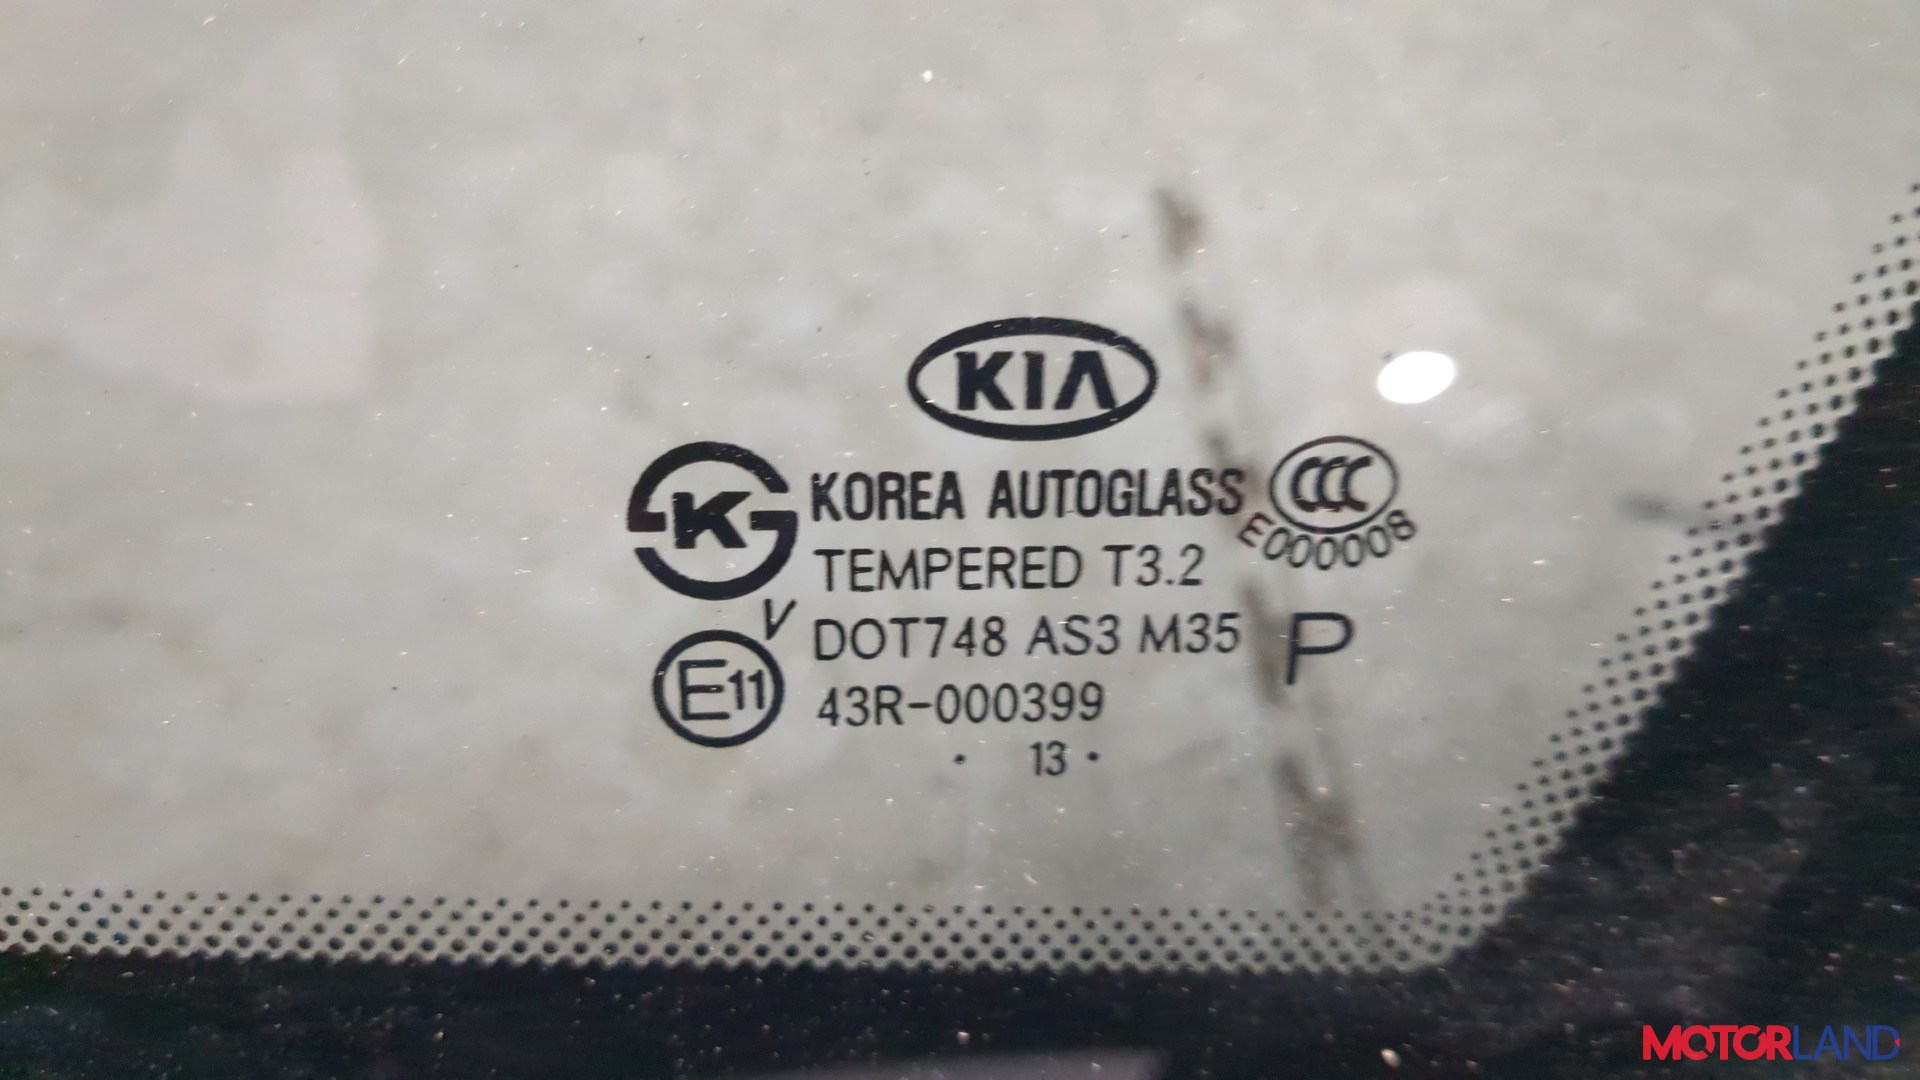 KIA
K
KOREA AUTOGLASS
CCC
E000008
TEMPERED T3.2
V
DOT748 AS3 M35
P
E11
43R-000399
. 13 .
MOTORLAND